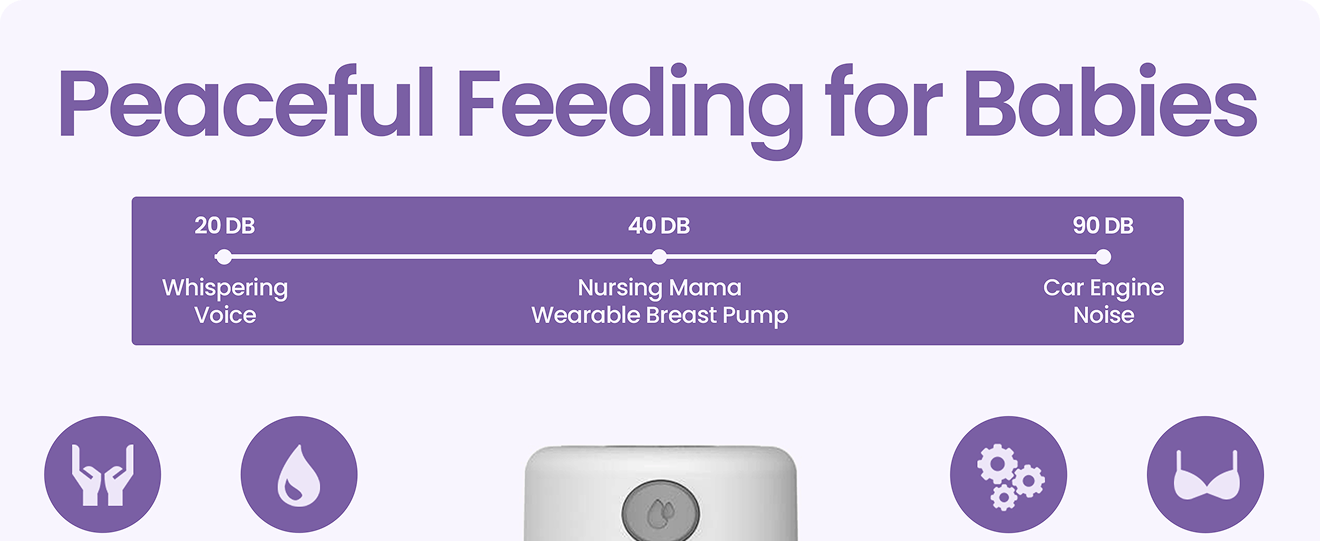 Peaceful Feeding for Babies
20 DB
40 DB
90 DB
Whispering
Voice
Nursing Mama
Wearable Breast Pump
Car Engine
Noise